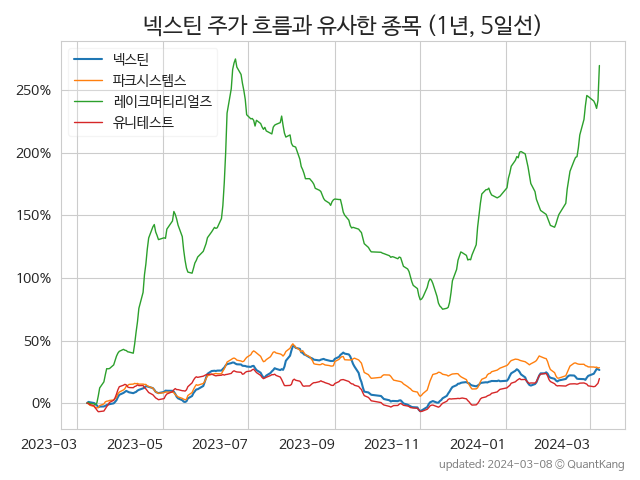 넥스틴 주가 흐름과 유사한 종목 (1년, 5일선)
넥스틴
파크시스템스
레이크머티리얼즈
유니테스트
250%
200%
150%
100%
50%
0%
2023-03 2023-05 2023-07 2023-09 2023-11 2024-01 2024-03
updated: 2024-03-08 © QuantKang